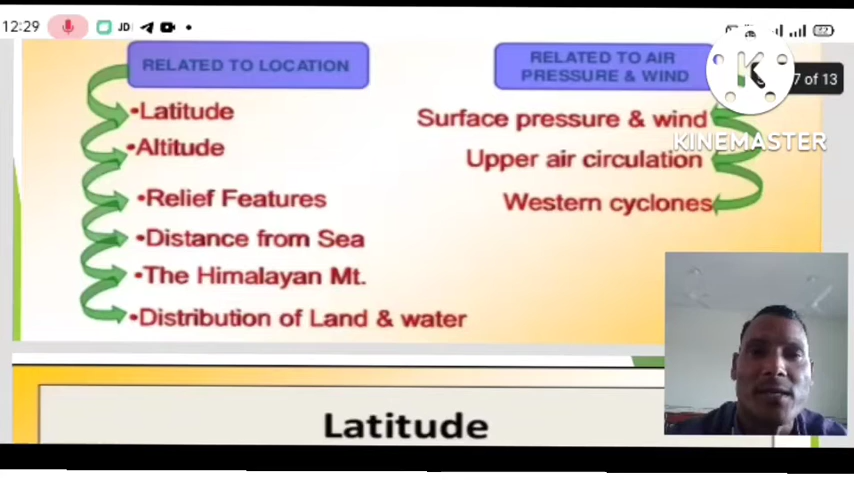 12:29
JD
RELATED TO LOCATION
•Latitude
•Altitude
•Relief Features
•Distance from Sea
•The Himalayan Mt.
•Distribution of Land & water
RELATED TO AIR
PRESSURE & WIND
Surface pressure & wind
Upper air circulation
Western cyclones
7 of 13
K
KINEMASTER
Latitude